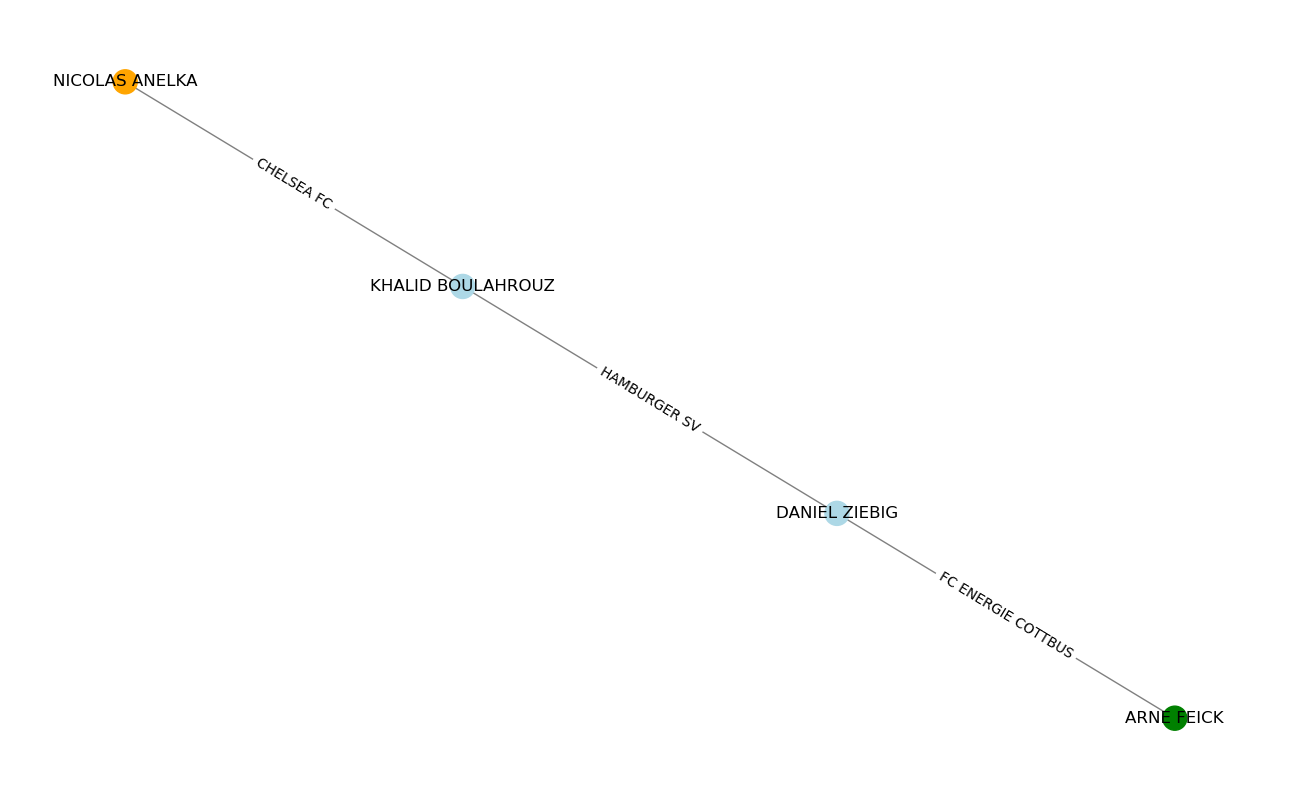 NICOLAS ANELKA
CHELSEA FC
KHALID BOULAHROUZ
HAMBURGER SV
DANIEL ZIEBIG
FC ENERGIE COTTBUS
ARNE FEICK